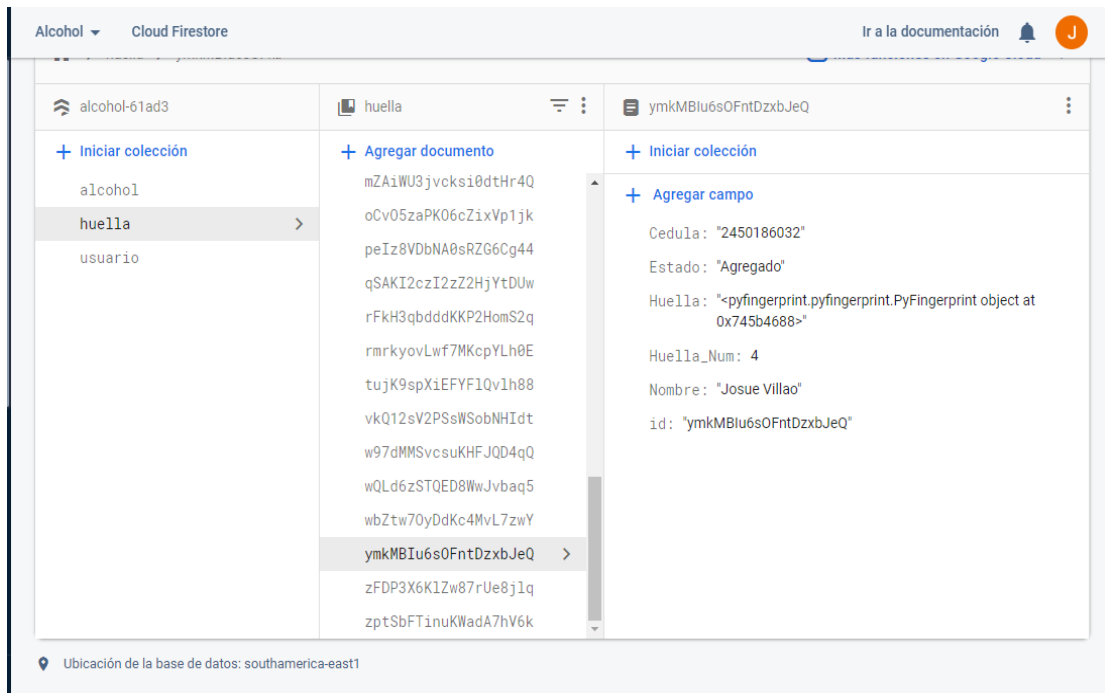 Alcohol Cloud Firestore Ir a la documentación J
alcohol-61ad3 huella ymkMBIu6sOFntDzxbJeQ
+ Iniciar colección
alcohol
huella
usuario
+ Agregar documento
mZAiWU3jvcksi0dtHr4Q
oCvO5zaPKO6cZixVp1jk
peIz8VDbNA0sRZG6Cg44
qSAKI2czI2zZ2HjYtDUw
rFkH3qbdddKKP2HomS2q
rmrkyovLwf7MKcpYLh0E
tujK9spXiEFYFlQvlh88
vkQ12sV2PSsWSobNHIdt
w97dMMSvcsuKHFJQD4qQ
wQLd6zSTQED8WwJvbaq5
wbZtw7OyDdKc4MvL7zwY
ymkMBIu6sOFntDzxbJeQ
zFDP3X6KlZw87rUe8jlq
zptSbFTinuKWadA7hV6k
+ Iniciar colección
+ Agregar campo
Cedula: "2450186032"
Estado: "Agregado"
Huella: "<pyfingerprint.pyfingerprint.PyFingerprint object at
0x745b4688>"
Huella_Num: 4
Nombre: "Josue Villao"
id: "ymkMBIu6sOFntDzxbJeQ"
Ubicación de la base de datos: southamerica-east1